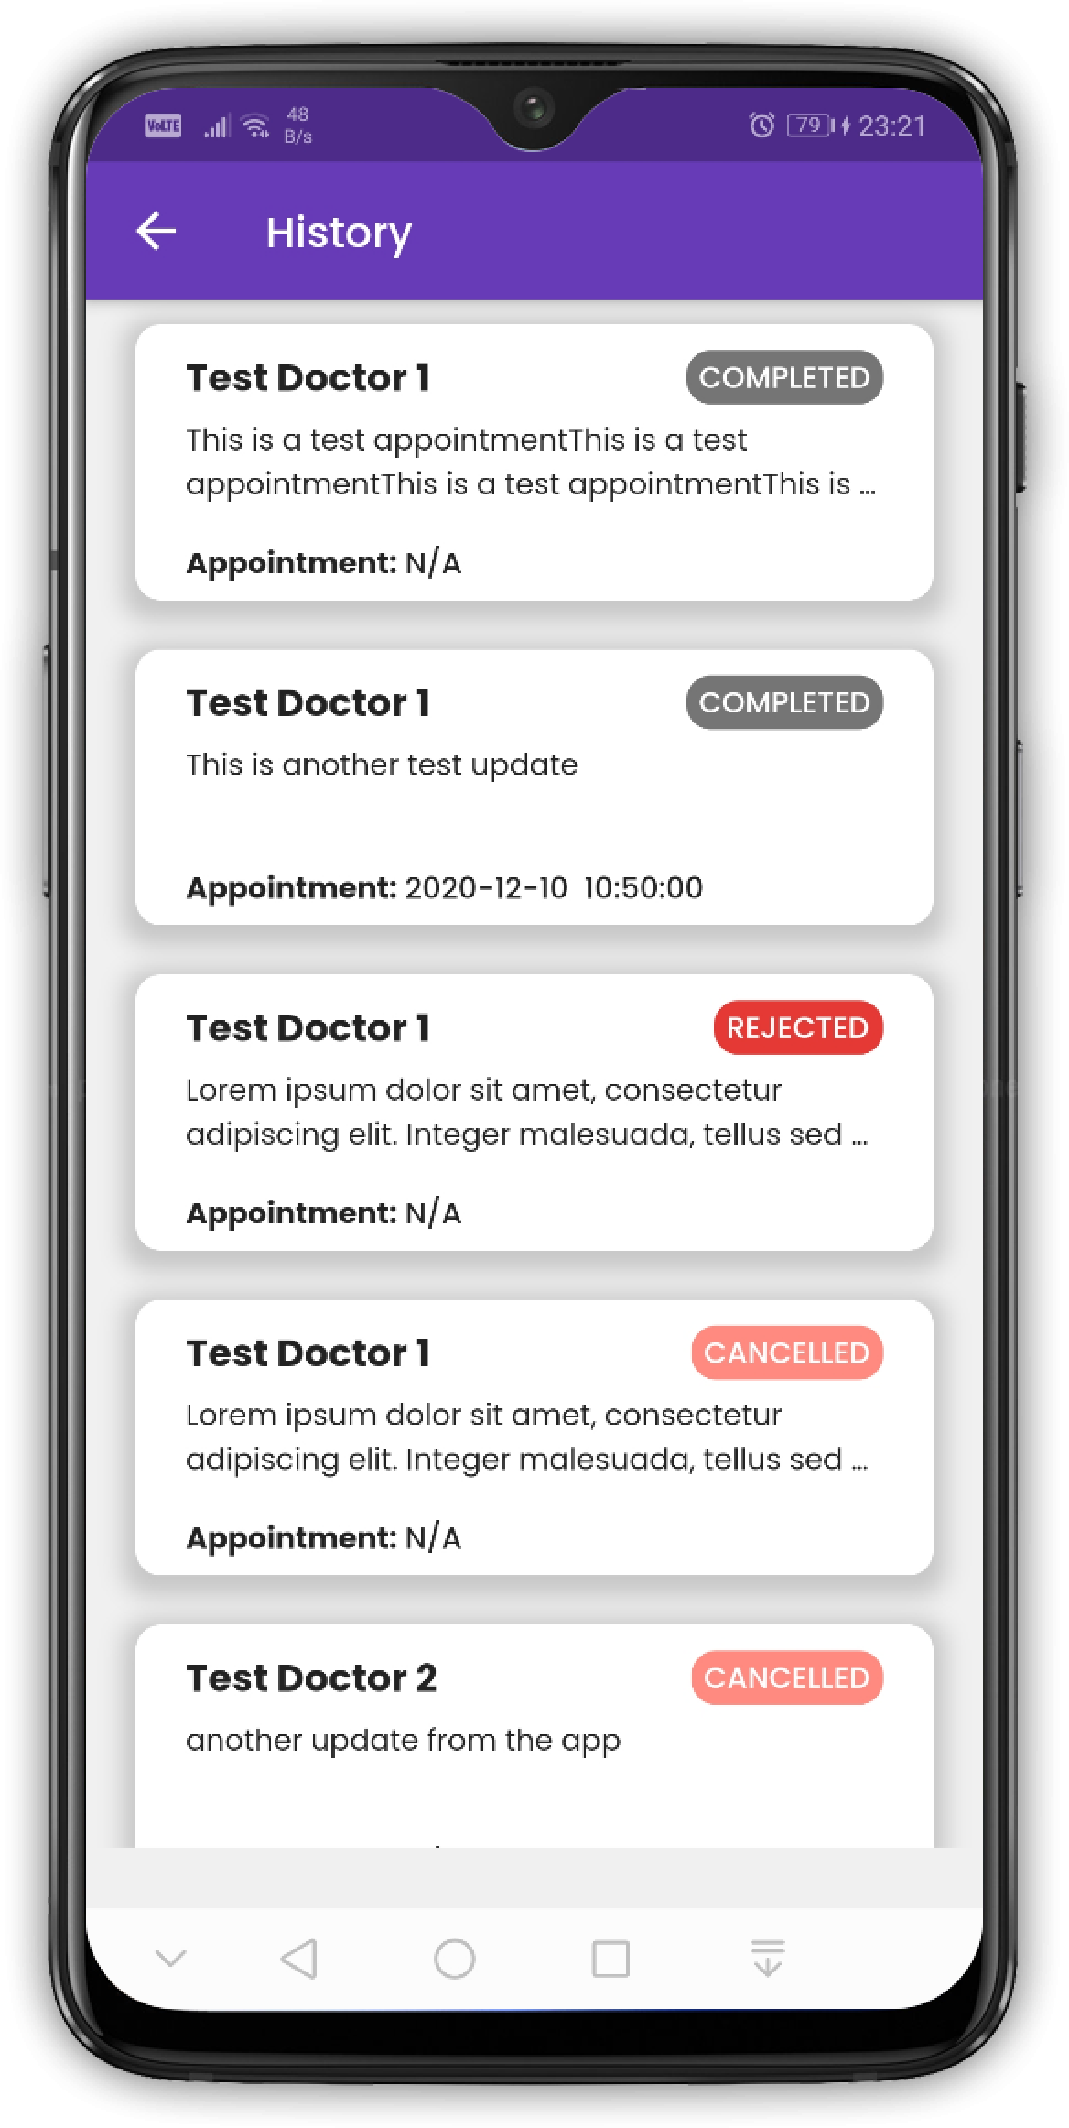 VoLTE 48 B/s 79 23:21
History
Test Doctor 1 COMPLETED
This is a test appointmentThis is a test
appointmentThis is a test appointmentThis is ...
Appointment: N/A
Test Doctor 1 COMPLETED
This is another test update
Appointment: 2020-12-10 10:50:00
Test Doctor 1 REJECTED
Lorem ipsum dolor sit amet, consectetur
adipiscing elit. Integer malesuada, tellus sed ...
Appointment: N/A
Test Doctor 1 CANCELLED
Lorem ipsum dolor sit amet, consectetur
adipiscing elit. Integer malesuada, tellus sed ...
Appointment: N/A
Test Doctor 2 CANCELLED
another update from the app